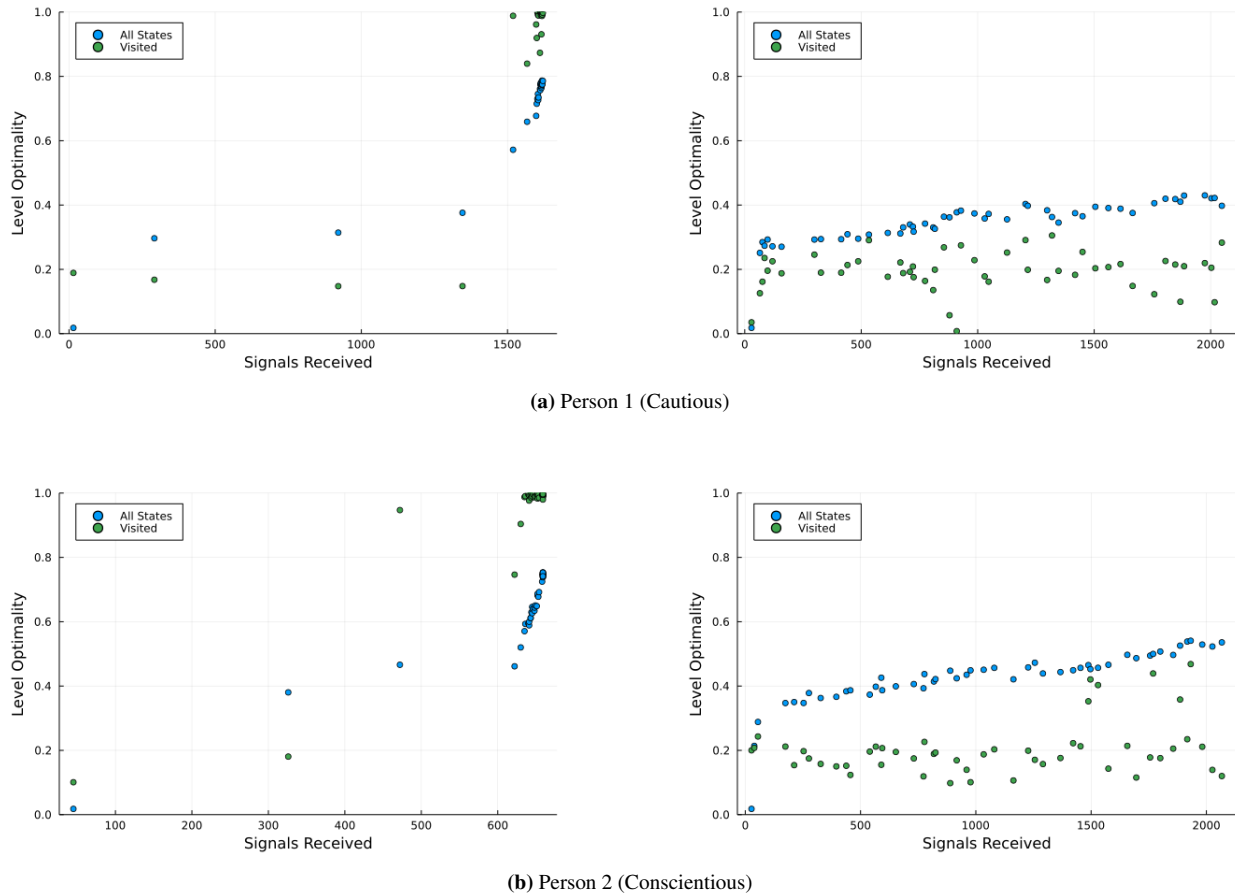 All States
Visited
Level Optimality
1.0
0.8
0.6
0.4
0.2
0.0
0
500
1000
1500
Signals Received
All States
Visited
Level Optimality
1.0
0.8
0.6
0.4
0.2
0.0
0
500
1000
1500
2000
Signals Received
(a) Person 1 (Cautious)
All States
Visited
Level Optimality
1.0
0.8
0.6
0.4
0.2
0.0
100
200
300
400
500
600
Signals Received
All States
Visited
Level Optimality
1.0
0.8
0.6
0.4
0.2
0.0
0
500
1000
1500
2000
Signals Received
(b) Person 2 (Conscientious)